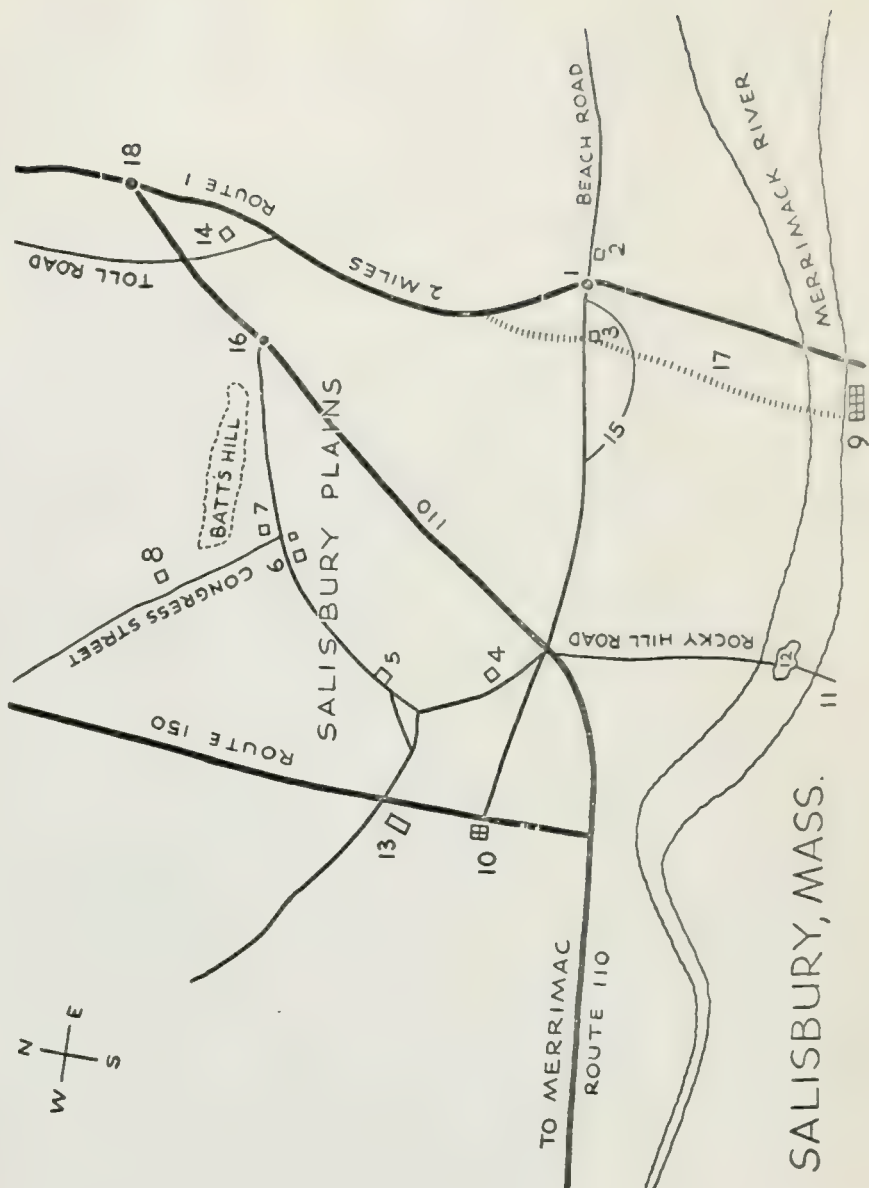 N
W
E
S
18
ROUTE 1
14
TOLL ROAD
2 MILES
16
BATT'S HILL
SALISBURY PLAINS
7
6
8
CONGRESS STREET
110
5
4
ROUTE 150
13
10
1
2
BEACH ROAD
3
15
17
MERRIMACK RIVER
9
ROCKY HILL ROAD
12
11
TO MERRIMAC
ROUTE 110
SALISBURY, MASS.